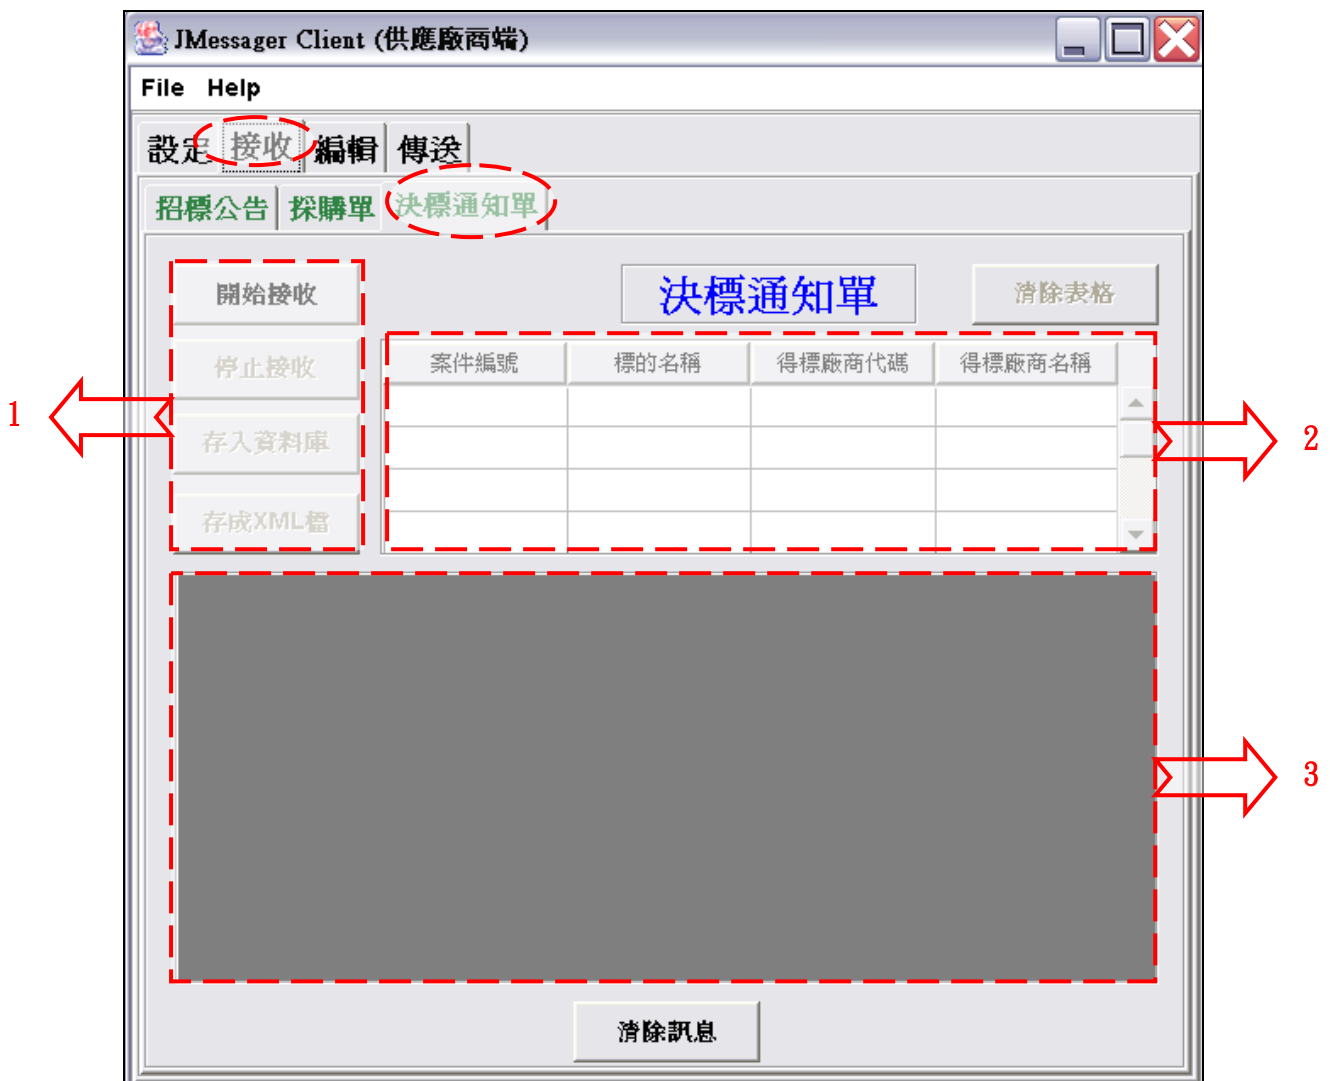 JMessager Client (供應廠商端)
File Help
設定 接收 編輯 傳送
招標公告 採購單 決標通知單
開始接收 決標通知單 清除表格
停止接收 案件編號 標的名稱 得標廠商代碼 得標廠商名稱
1 存入資料庫 2
存成XML檔
3
清除訊息